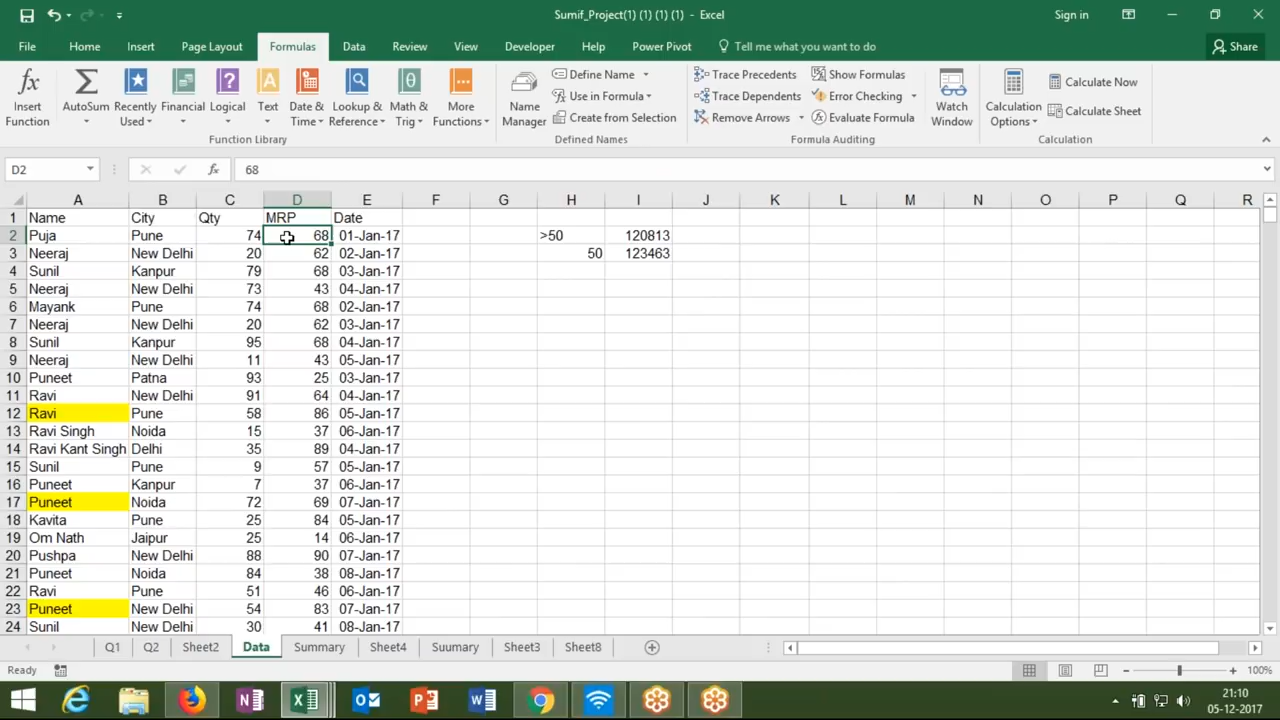 Sumif_Project(1) (1) (1) (1) - Excel
Sign in
File Home Insert Page Layout Formulas Data Review View Developer Help Power Pivot Tell me what you want to do Share
Insert Function
AutoSum
Recently Used
Financial
Logical
Text
Date & Time
Lookup & Reference
Math & Trig
More Functions
Function Library
Name Manager
Define Name
Use in Formula
Create from Selection
Defined Names
Trace Precedents
Trace Dependents
Remove Arrows
Show Formulas
Error Checking
Evaluate Formula
Formula Auditing
Watch Window
Calculation Options
Calculate Now
Calculate Sheet
Calculation
D2 fx 68
A B C D E F G H I J K L M N O P Q R
1 Name City Qty MRP Date
2 Puja Pune 74 68 01-Jan-17 >50 120813
3 Neeraj New Delhi 20 62 02-Jan-17 50 123463
4 Sunil Kanpur 79 68 03-Jan-17
5 Neeraj New Delhi 73 43 04-Jan-17
6 Mayank Pune 74 68 02-Jan-17
7 Neeraj New Delhi 20 62 03-Jan-17
8 Sunil Kanpur 95 68 04-Jan-17
9 Neeraj New Delhi 11 43 05-Jan-17
10 Puneet Patna 93 25 03-Jan-17
11 Ravi New Delhi 91 64 04-Jan-17
12 Ravi Pune 58 86 05-Jan-17
13 Ravi Singh Noida 15 37 06-Jan-17
14 Ravi Kant Singh Delhi 35 89 04-Jan-17
15 Sunil Pune 9 57 05-Jan-17
16 Puneet Kanpur 7 37 06-Jan-17
17 Puneet Noida 72 69 07-Jan-17
18 Kavita Pune 25 84 05-Jan-17
19 Om Nath Jaipur 25 14 06-Jan-17
20 Pushpa New Delhi 88 90 07-Jan-17
21 Puneet Noida 84 38 08-Jan-17
22 Ravi Pune 51 46 06-Jan-17
23 Puneet New Delhi 54 83 07-Jan-17
24 Sunil New Delhi 30 41 08-Jan-17
Q1 Q2 Sheet2 Data Summary Sheet4 Suumary Sheet3 Sheet8
Ready 100%
21:10
05-12-2017